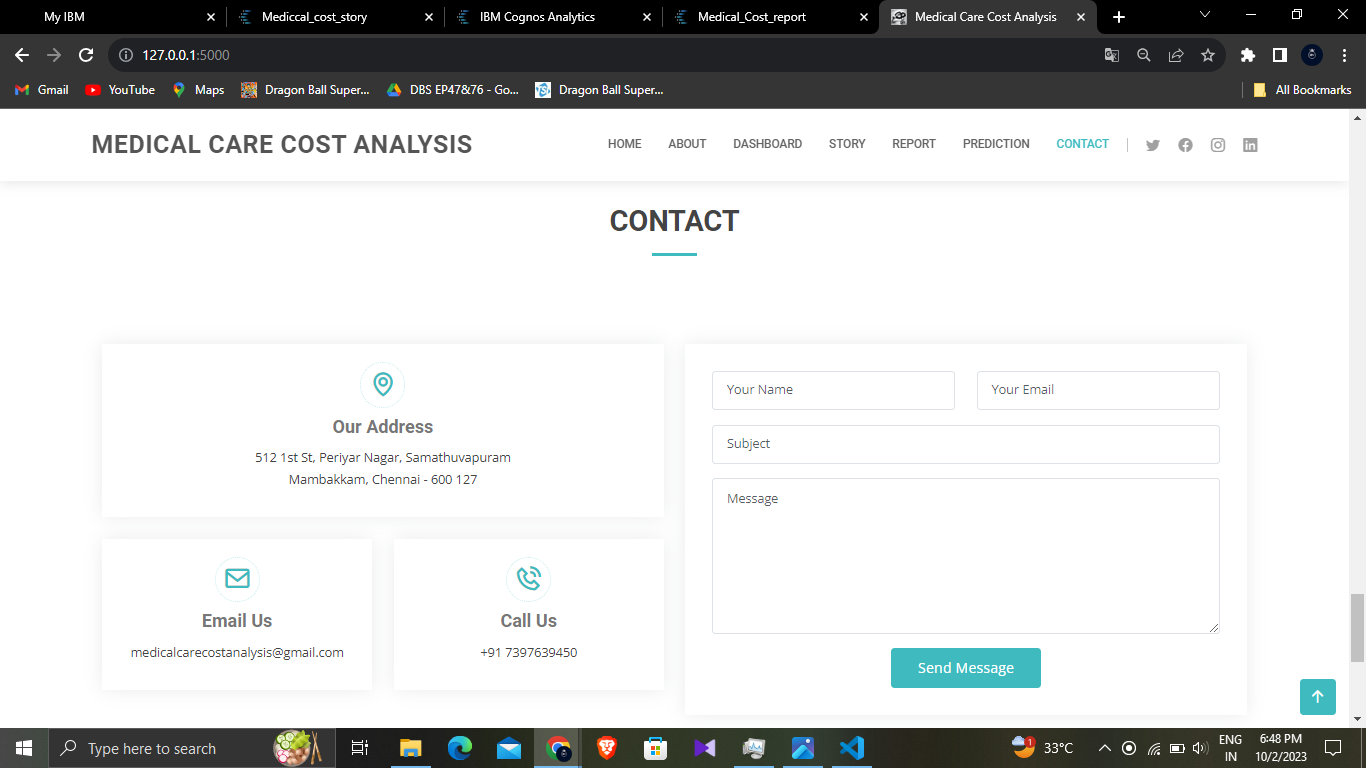 My IBM
Mediccal_cost_story
IBM Cognos Analytics
Medical_Cost_report
Medical Care Cost Analysis
127.0.0.1:5000
Gmail
YouTube
Maps
Dragon Ball Super...
DBS EP47&76 - Go...
Dragon Ball Super...
All Bookmarks
MEDICAL CARE COST ANALYSIS
HOME ABOUT DASHBOARD STORY REPORT PREDICTION CONTACT
CONTACT
Our Address
512 1st St, Periyar Nagar, Samathuvapuram
Mambakkam, Chennai - 600 127
Email Us
medicalcarecostanalysis@gmail.com
Call Us
+91 7397639450
Your Name
Your Email
Subject
Message
Send Message
Type here to search
1
33°C
ENG
IN
6:48 PM
10/2/2023